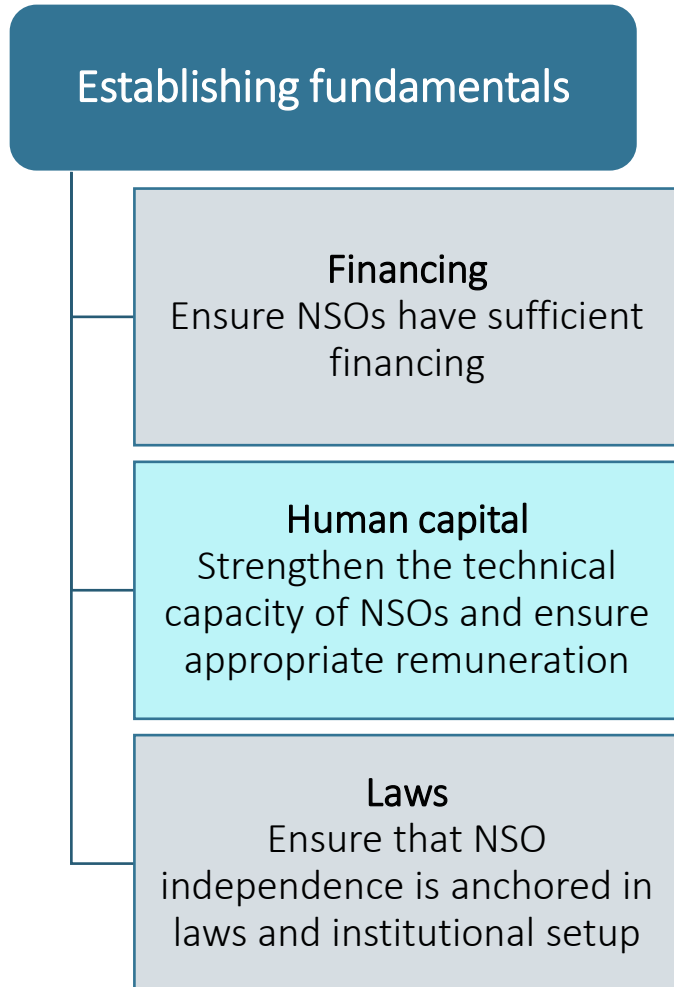 Establishing fundamentals
Financing
Ensure NSOs have sufficient
financing
Human capital
Strengthen the technical
capacity of NSOs and ensure
appropriate remuneration
Laws
Ensure that NSO
independence is anchored in
laws and institutional setup